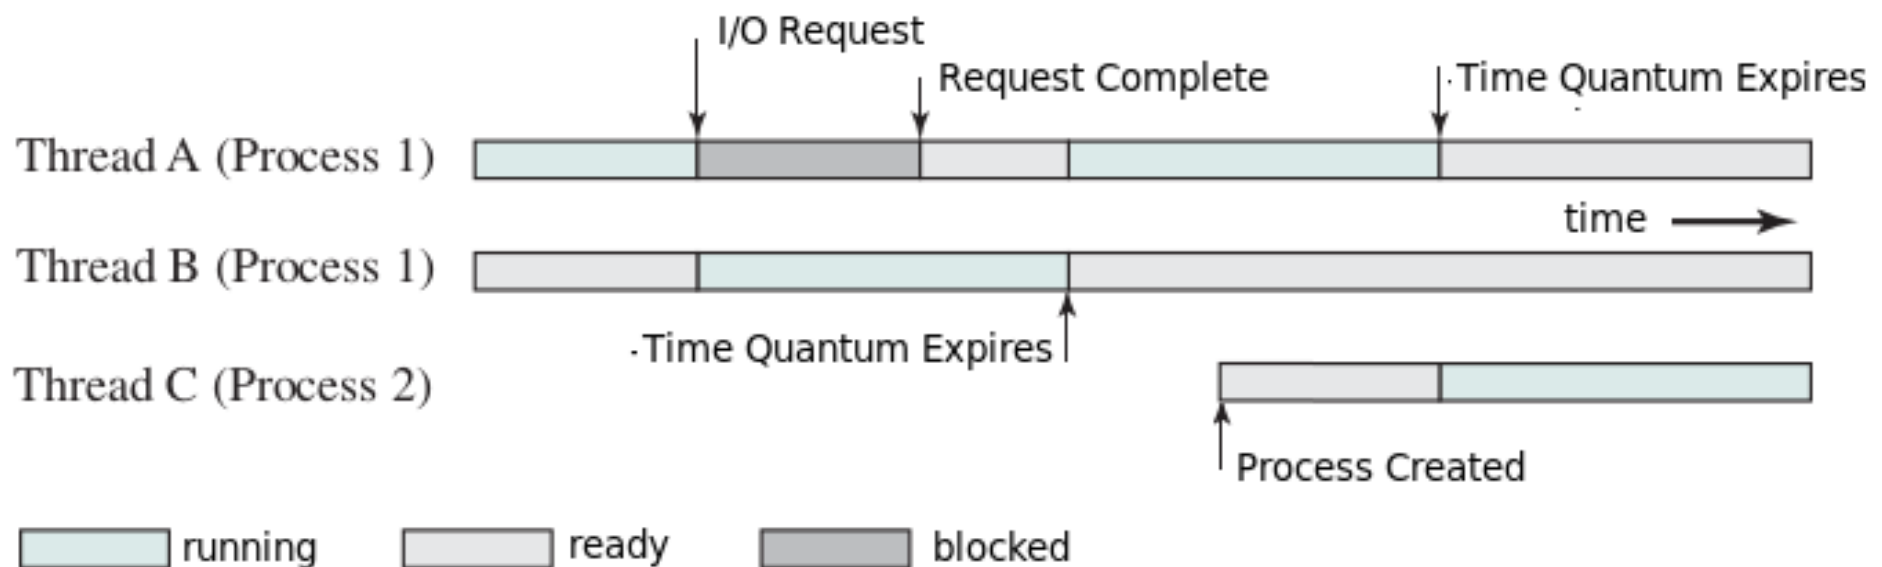 I/O Request
Request Complete
Time Quantum Expires
Thread A (Process 1)
time
Thread B (Process 1)
Time Quantum Expires
Thread C (Process 2)
Process Created
running ready blocked